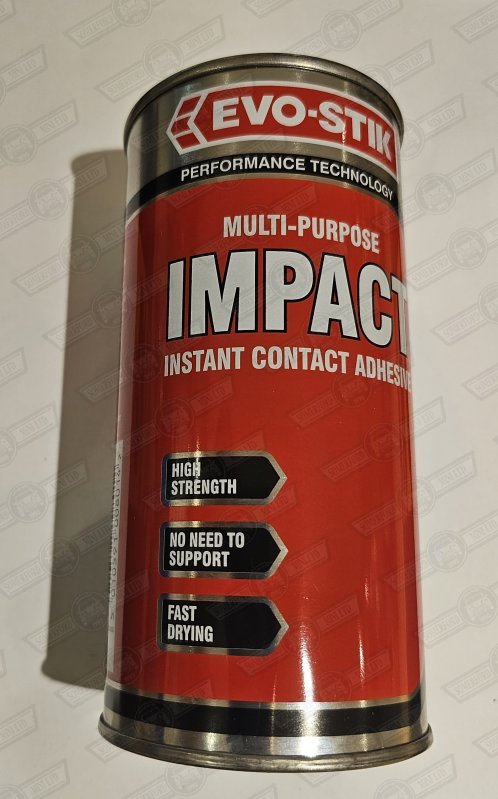 EVO-STIK
PERFORMANCE TECHNOLOGY
MULTI-PURPOSE
IMPACT
INSTANT CONTACT ADHESIVE
HIGH
STRENGTH
NO NEED TO
SUPPORT
FAST
DRYING